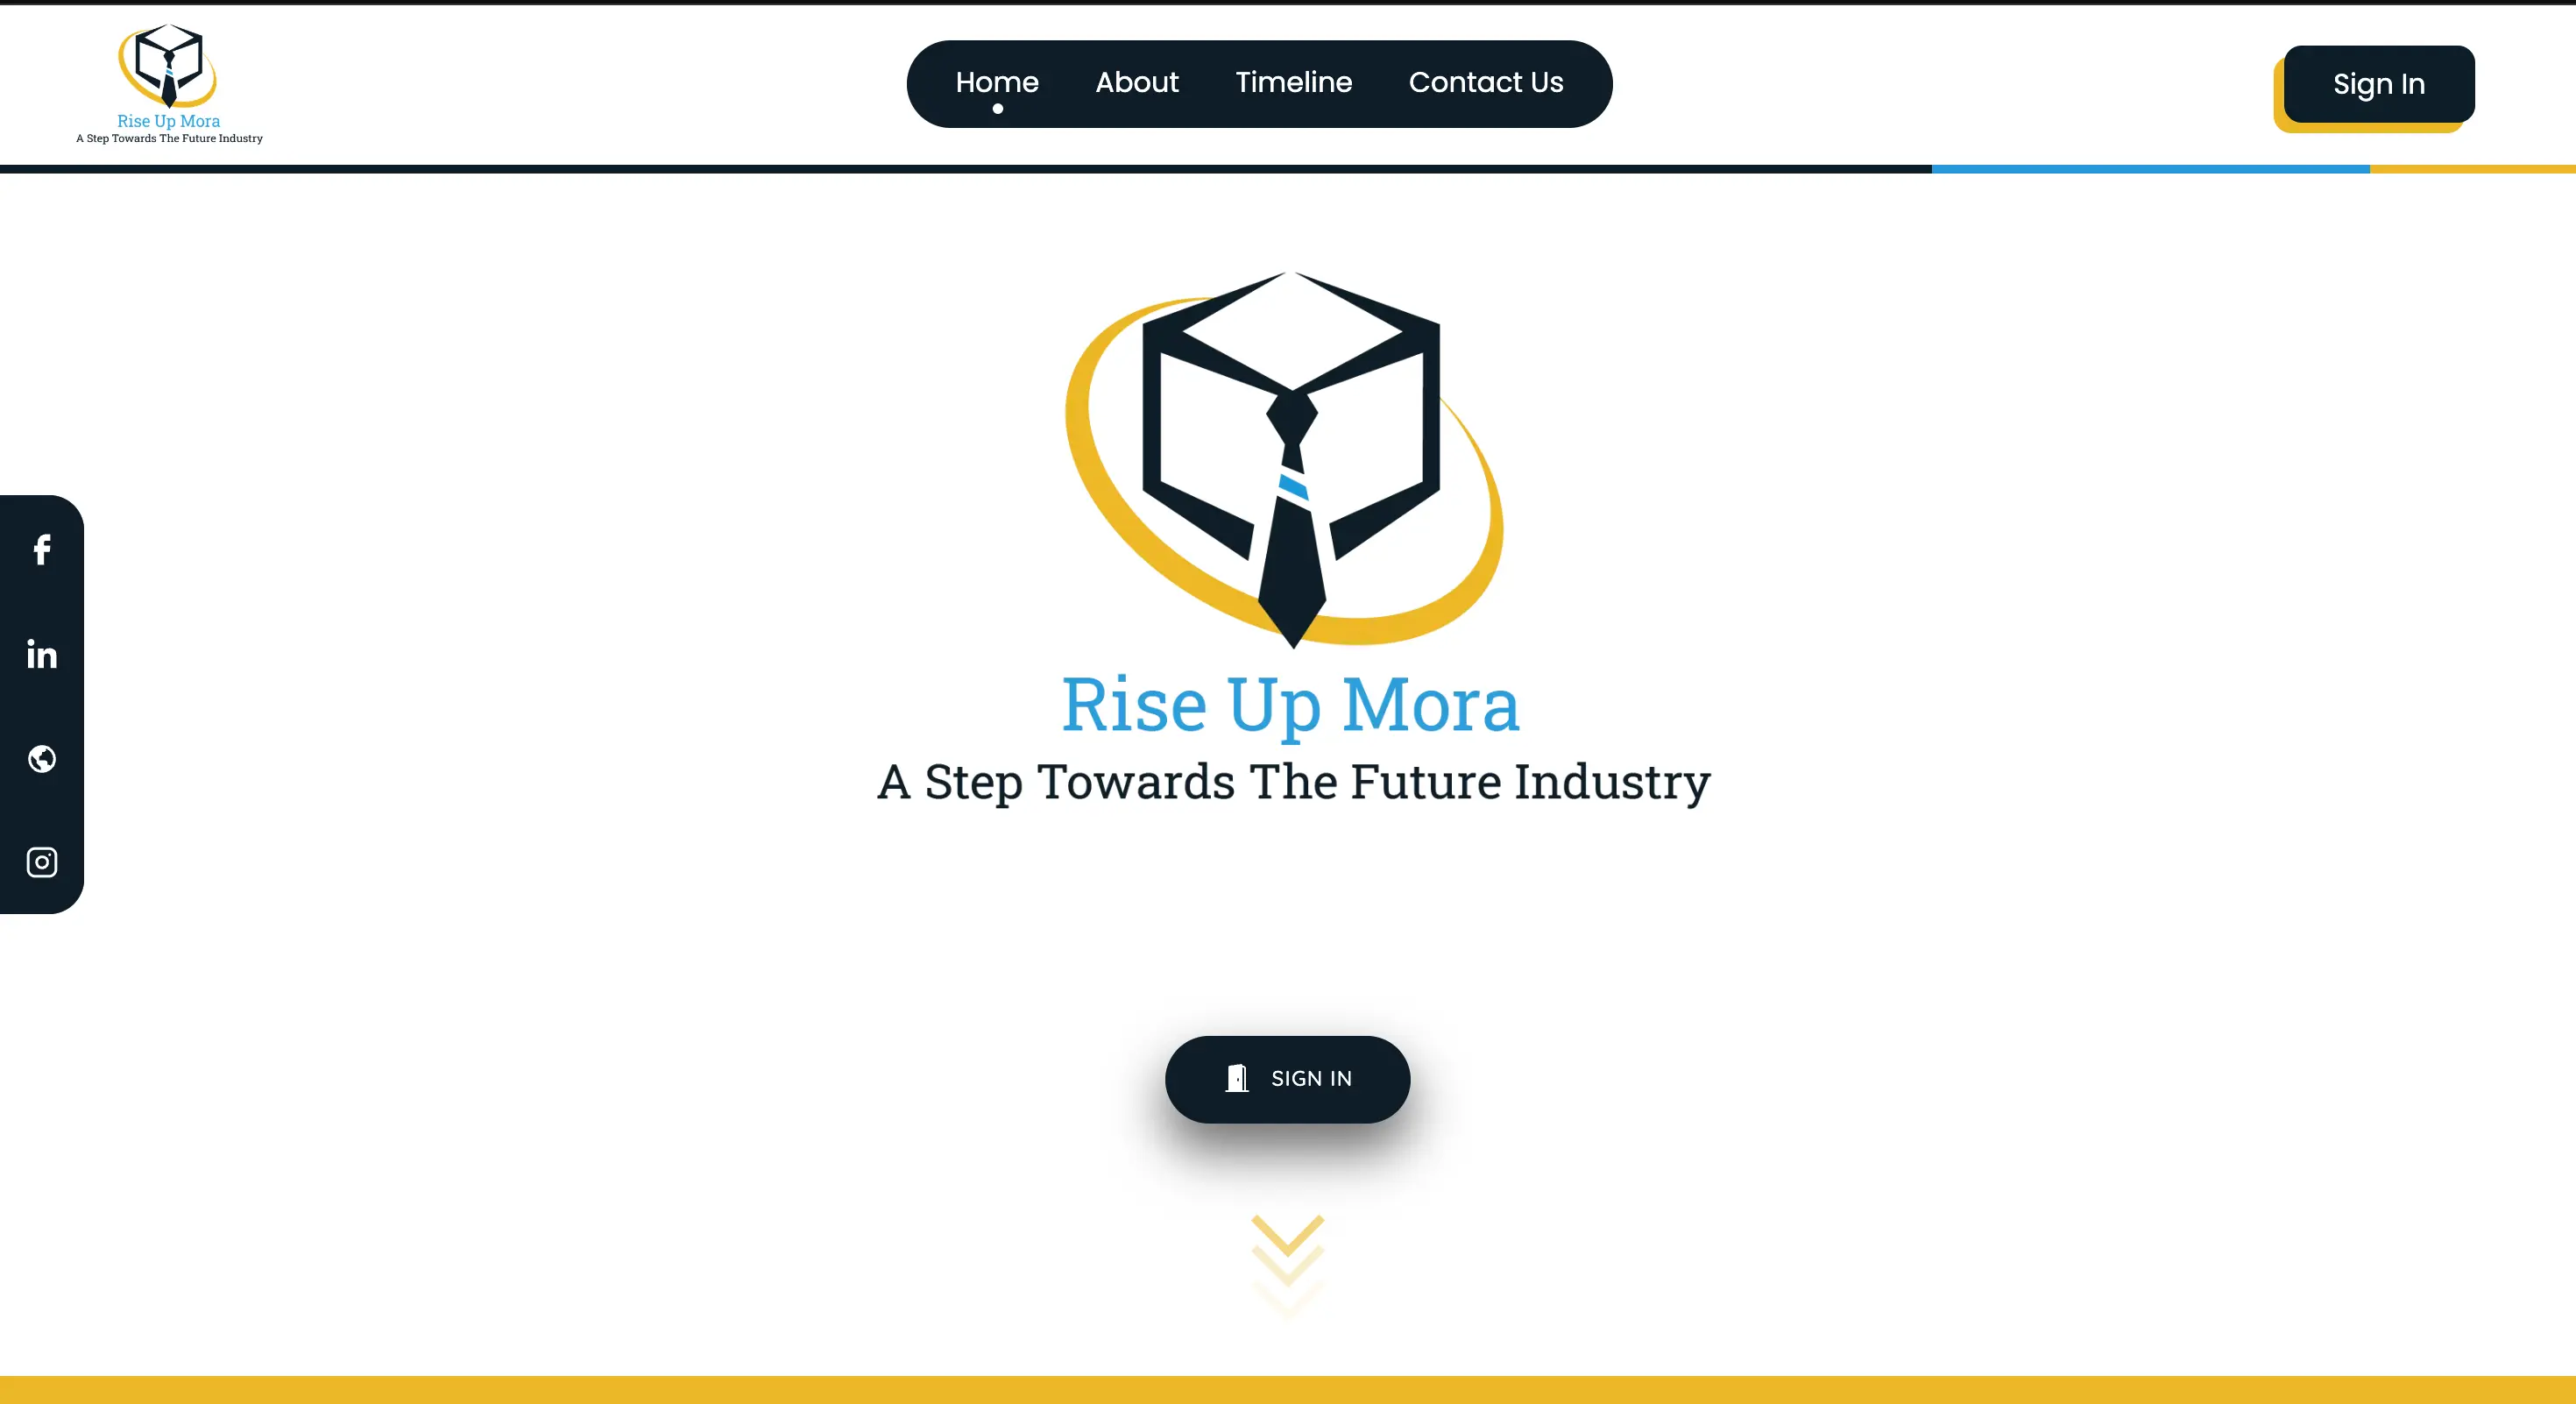 Rise Up Mora
A Step Towards The Future Industry
Home About Timeline Contact Us
Sign In
Rise Up Mora
A Step Towards The Future Industry
SIGN IN